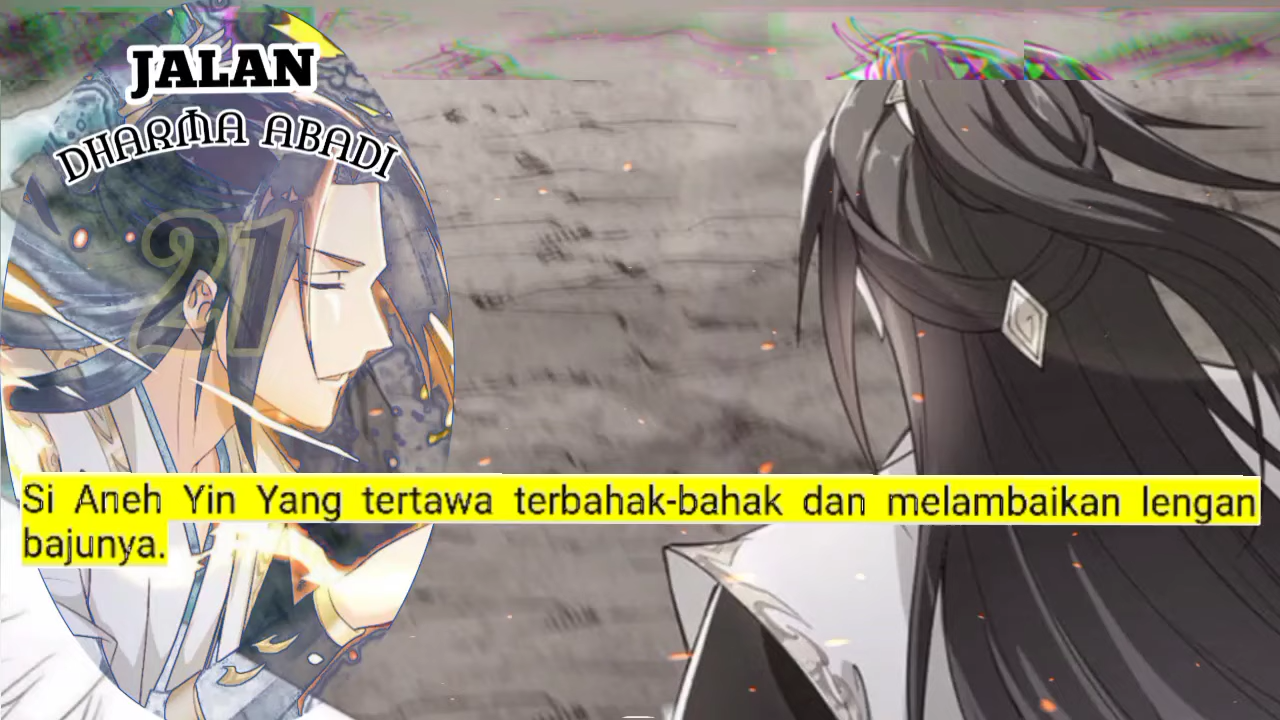 JALAN
DHARMA ABADI
21
Si Aneh Yin Yang tertawa terbahak-bahak dan melambaikan lengan
bajunya.